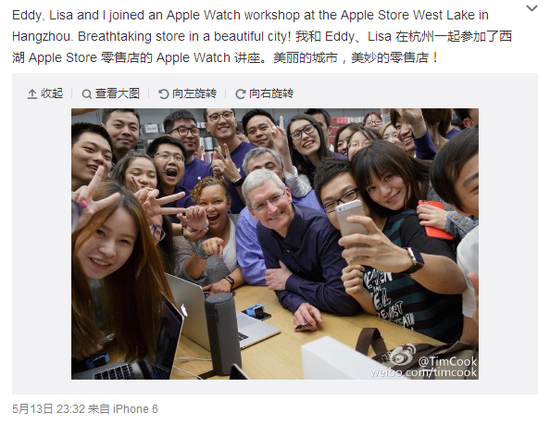 Eddy, Lisa and I joined an Apple Watch workshop at the Apple Store West Lake in
Hangzhou. Breathtaking store in a beautiful city! 我和 Eddy、Lisa 在杭州一起参加了西
湖 Apple Store 零售店的 Apple Watch 讲座。美丽的城市，美妙的零售店！
收起 查看大图 向左旋转 向右旋转
@TimCook
weibo.com/timcook
5月13日 23:32 来自 iPhone 6